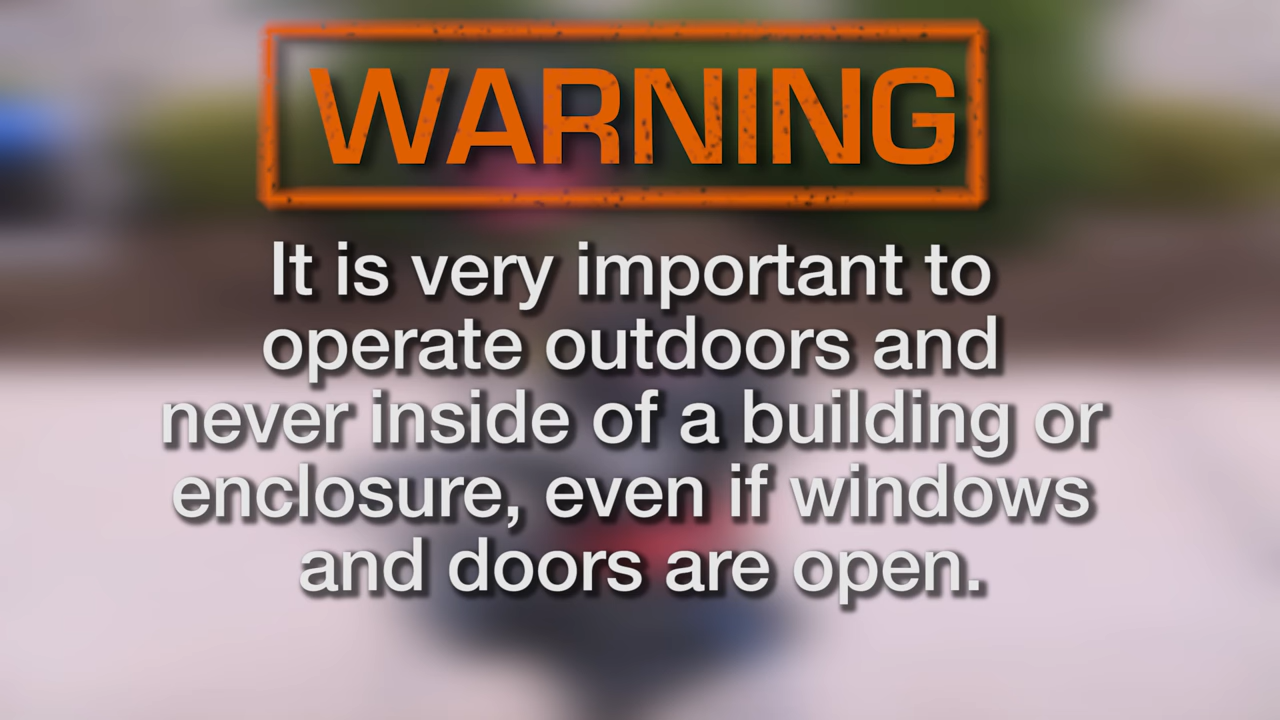 WARNING
It is very important to
operate outdoors and
never inside of a building or
enclosure, even if windows
and doors are open.